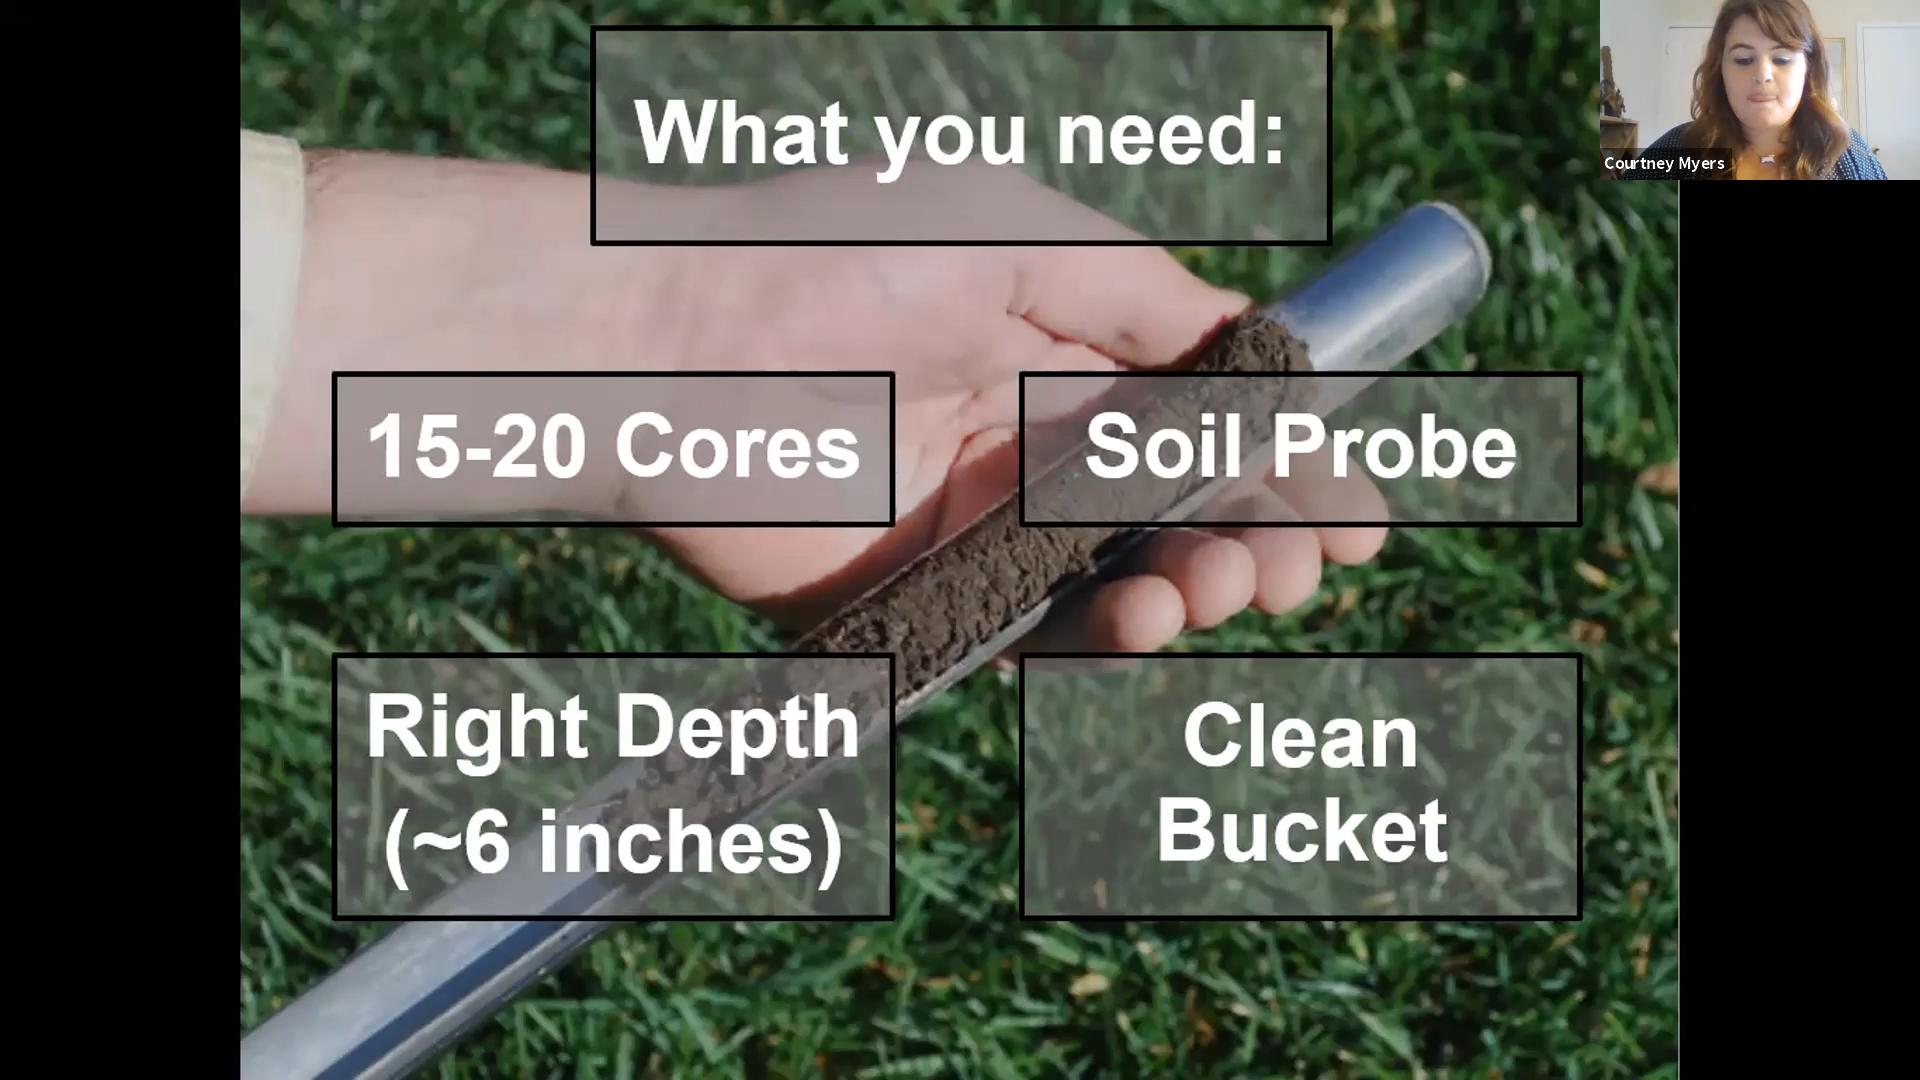 What you need:
Courtney Myers
15-20 Cores
Soil Probe
Right Depth
(~6 inches)
Clean
Bucket